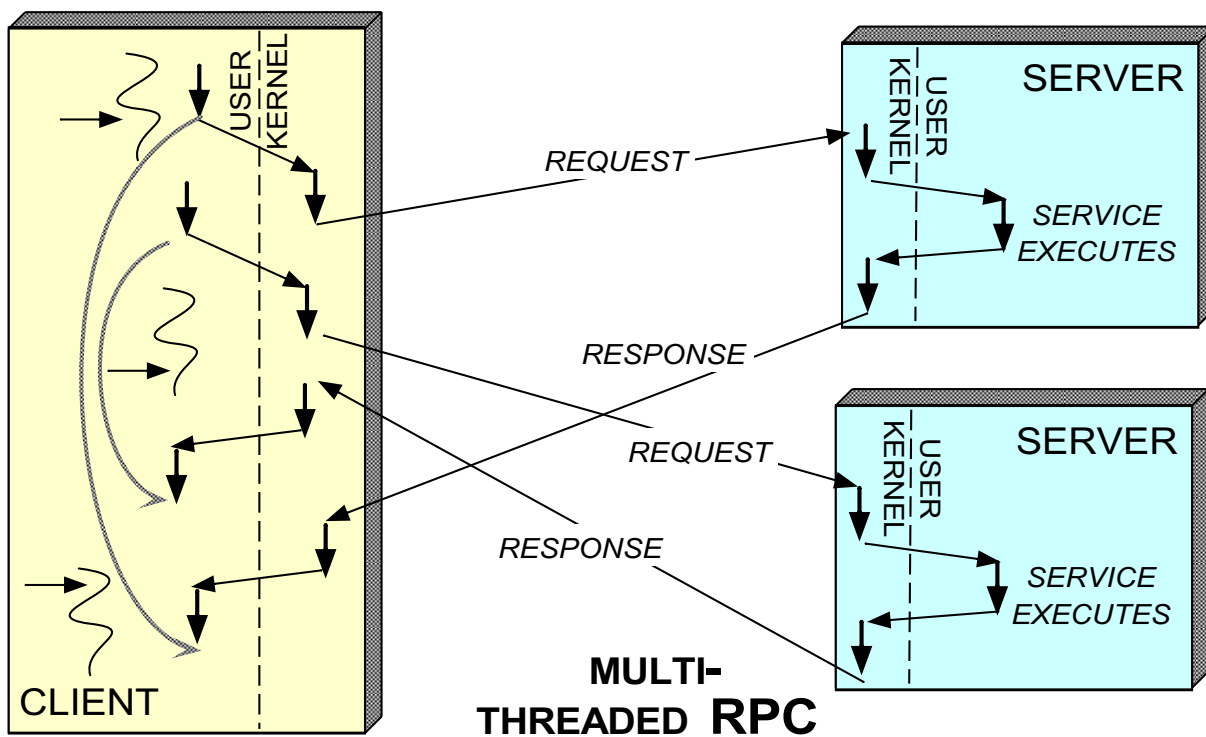 USER
KERNEL
CLIENT
REQUEST
RESPONSE
REQUEST
RESPONSE
SERVER
USER
KERNEL
SERVICE
EXECUTES
SERVER
USER
KERNEL
SERVICE
EXECUTES
MULTI-
THREADED RPC